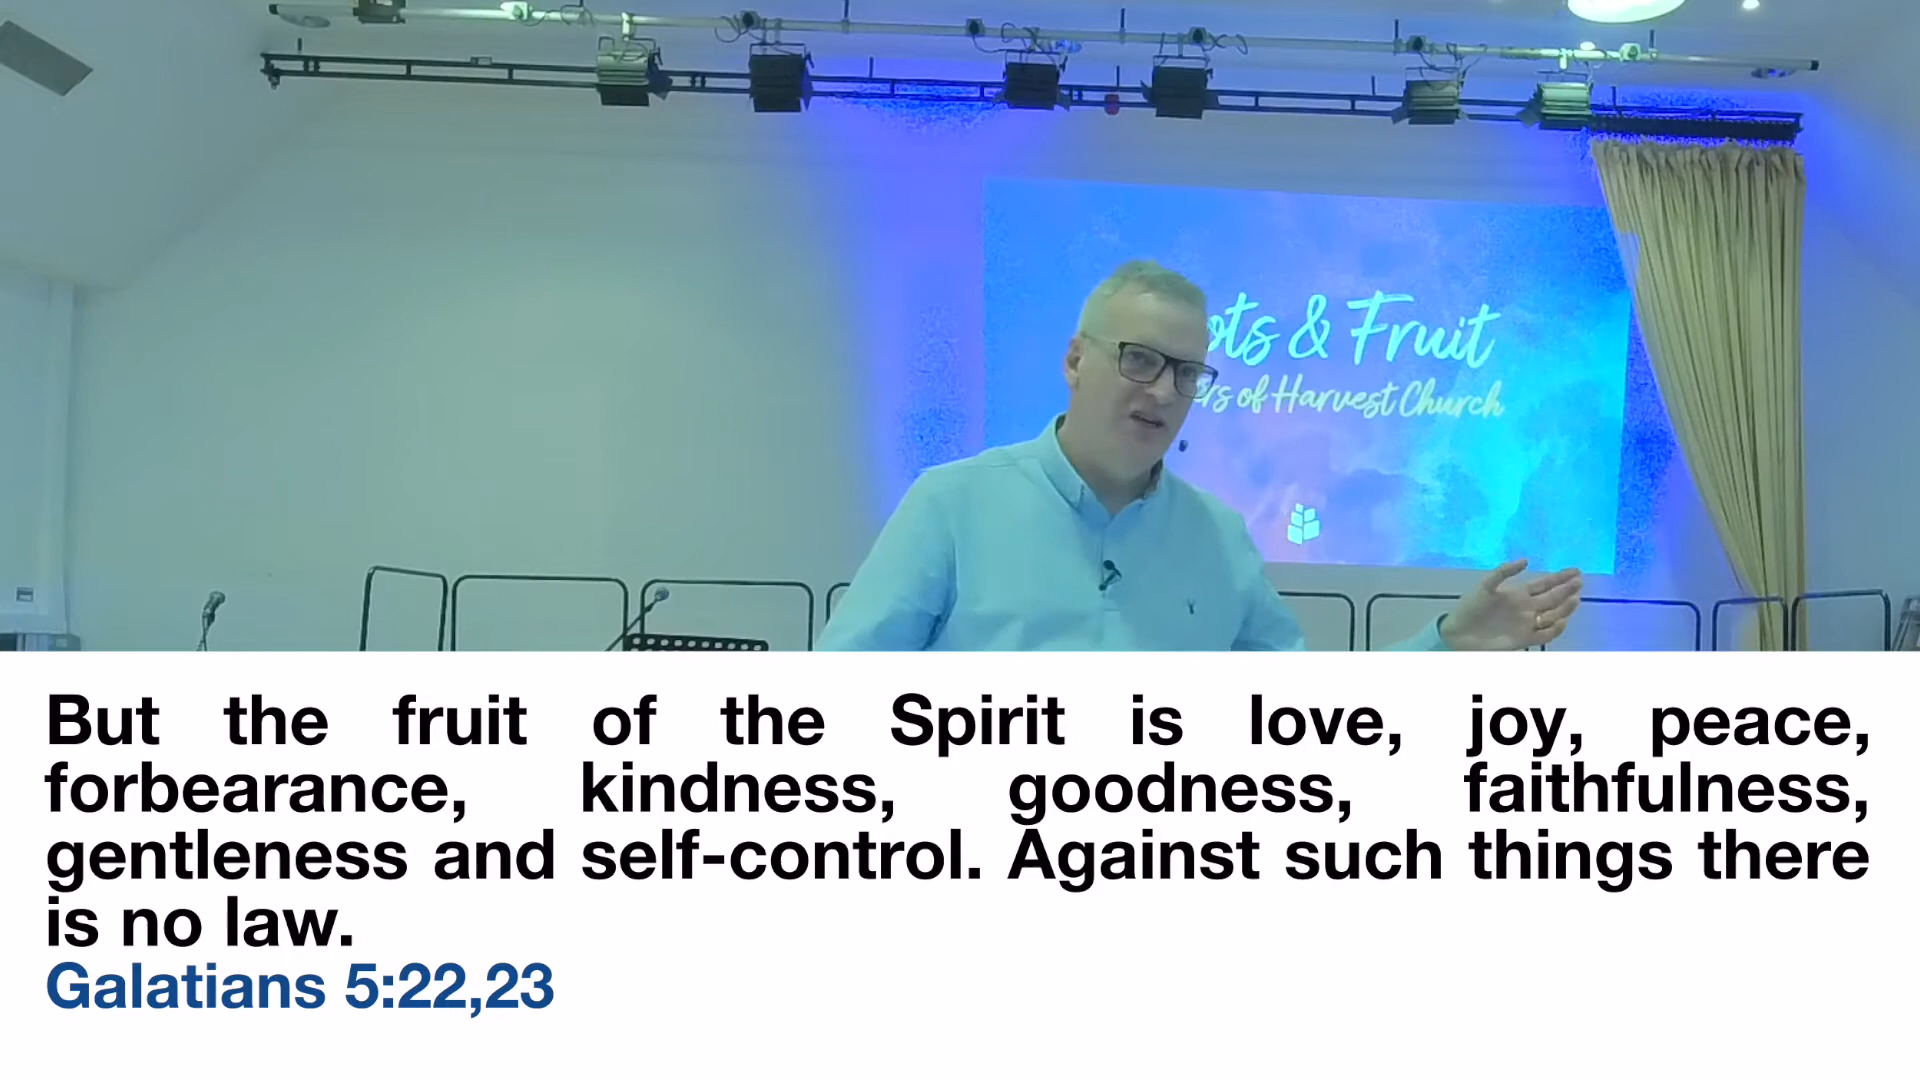 & Fruit
of Harvest Church
But the fruit of the Spirit is love, joy, peace,
forbearance, kindness, goodness, faithfulness,
gentleness and self-control. Against such things there
is no law.
Galatians 5:22,23